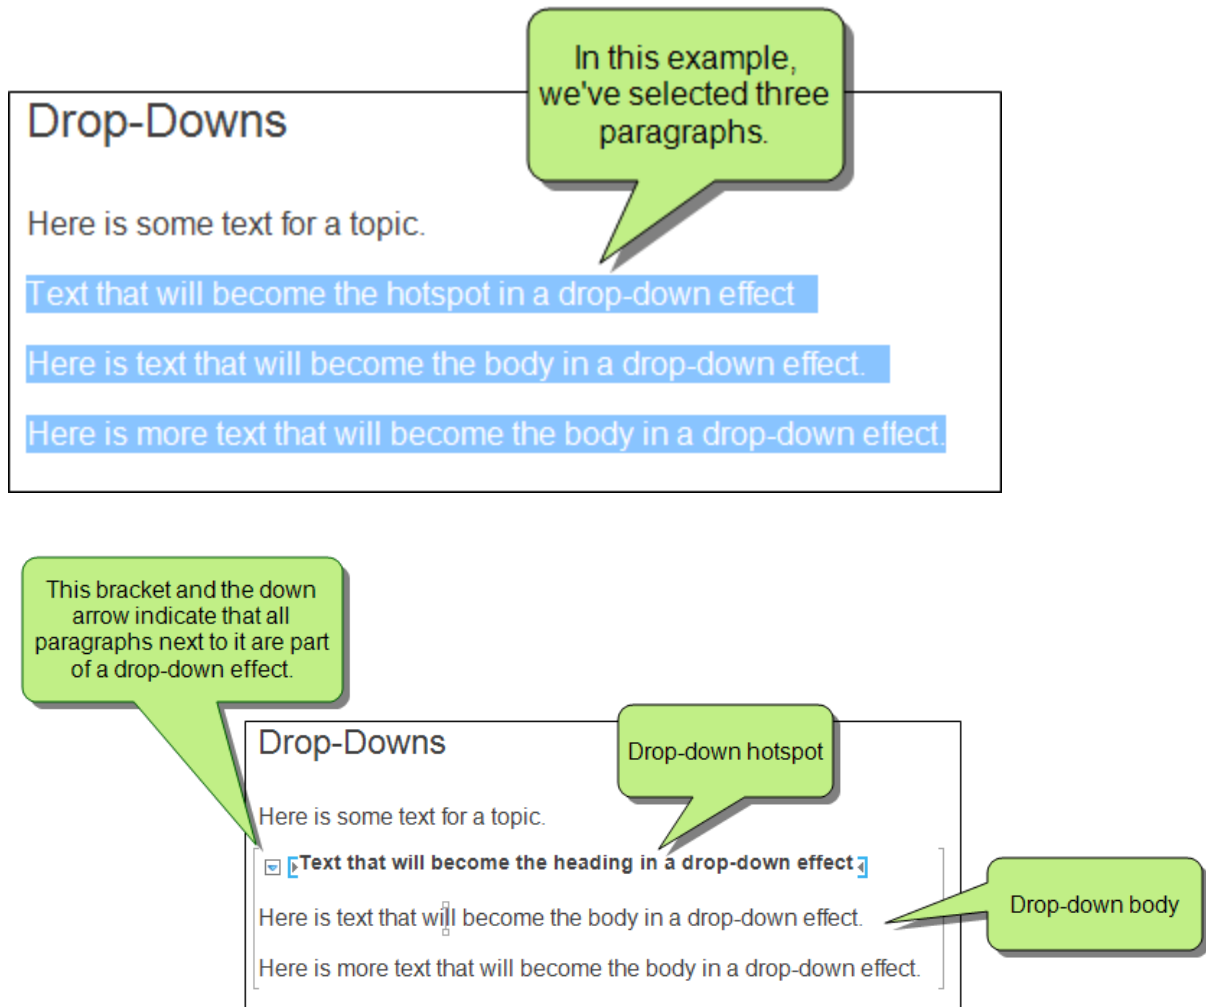 In this example,
we've selected three
paragraphs.
Drop-Downs
Here is some text for a topic.
Text that will become the hotspot in a drop-down effect
Here is text that will become the body in a drop-down effect.
Here is more text that will become the body in a drop-down effect.
This bracket and the down
arrow indicate that all
paragraphs next to it are part
of a drop-down effect.
Drop-Downs
Drop-down hotspot
Here is some text for a topic.
Text that will become the heading in a drop-down effect
Here is text that will become the body in a drop-down effect.
Drop-down body
Here is more text that will become the body in a drop-down effect.